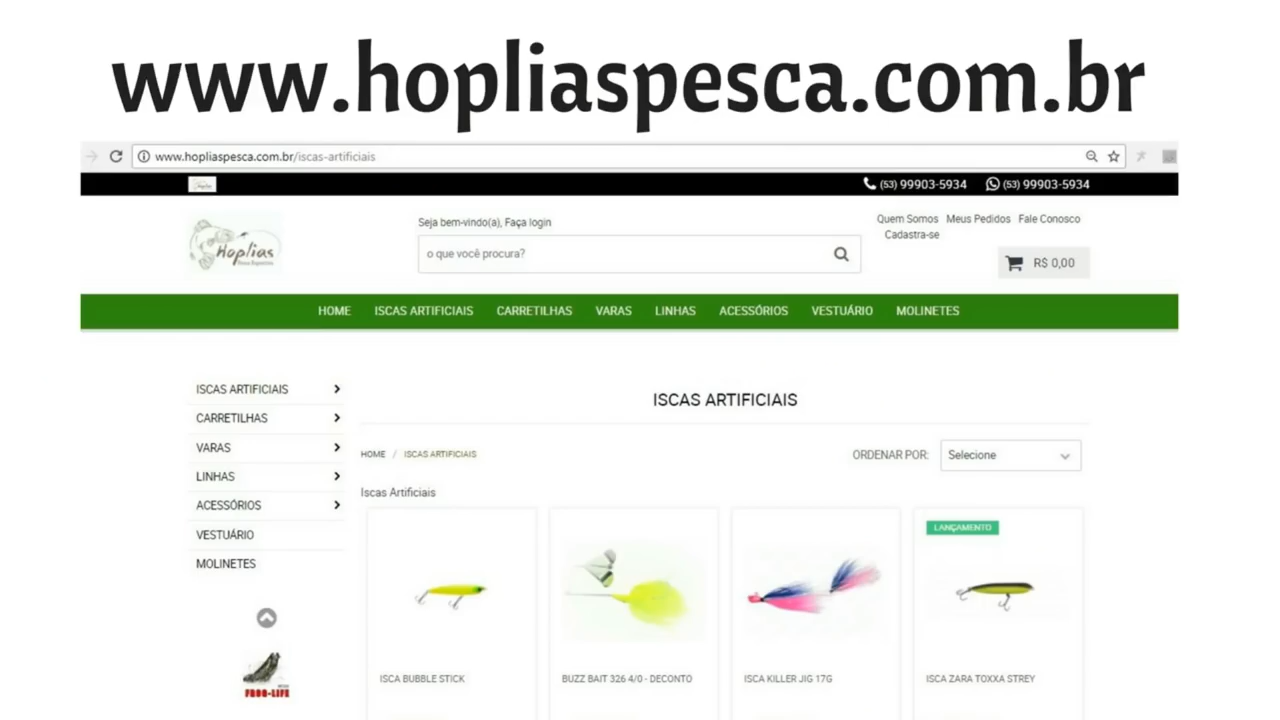 www.hopliaspesca.com.br
www.hopliaspesca.com.br/iscas-artificiais
(53) 99903-5934 (53) 99903-5934
Hoplias
Seja bem-vindo(a), Faça login
o que você procura?
Quem Somos Meus Pedidos Fale Conosco
Cadastra-se
R$ 0,00
HOME ISCAS ARTIFICIAIS CARRETILHAS VARAS LINHAS ACESSÓRIOS VESTUÁRIO MOLINETES
ISCAS ARTIFICIAIS
CARRETILHAS
VARAS
LINHAS
ACESSÓRIOS
VESTUÁRIO
MOLINETES
FROG-LIFE
ISCAS ARTIFICIAIS
HOME / ISCAS ARTIFICIAIS
ORDENAR POR: Selecione
Iscas Artificiais
LANÇAMENTO
ISCA BUBBLE STICK
BUZZ BAIT 326 4/0 - DECONTO
ISCA KILLER JIG 17G
ISCA ZARA TOXXA STREY